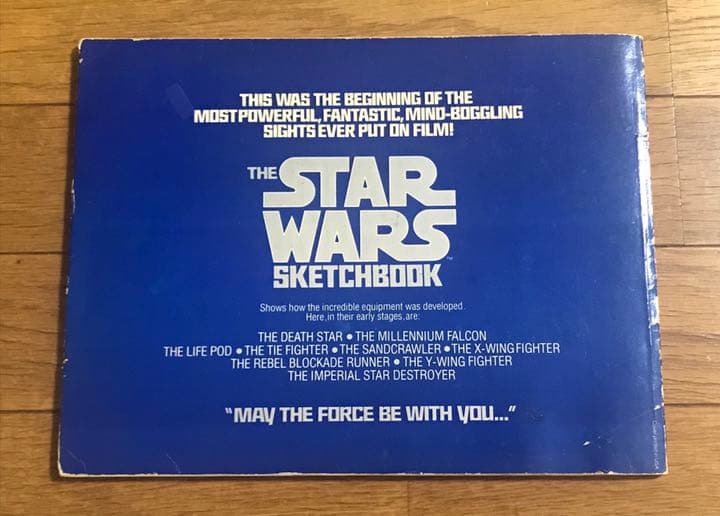 THIS WAS THE BEGINNING OF THE
MOST POWERFUL, FANTASTIC, MIND-BOGGLING
SIGHTS EVER PUT ON FILM!
THE STAR
WARS™
SKETCHBOOK
Shows how the incredible equipment was developed.
Here, in their early stages, are:
THE DEATH STAR • THE MILLENNIUM FALCON
THE LIFE POD • THE TIE FIGHTER • THE SANDCRAWLER • THE X-WING FIGHTER
THE REBEL BLOCKADE RUNNER • THE Y-WING FIGHTER
THE IMPERIAL STAR DESTROYER
"MAY THE FORCE BE WITH YOU..."